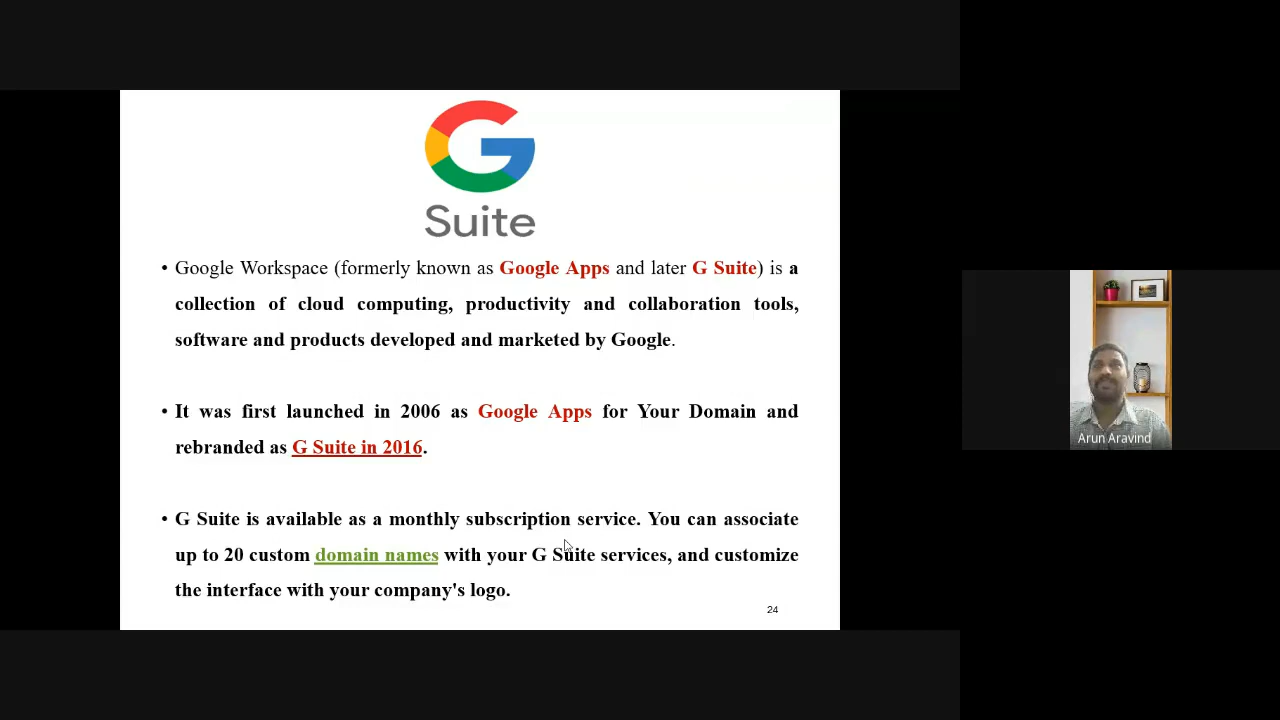 G
Suite
• Google Workspace (formerly known as Google Apps and later G Suite) is a
collection of cloud computing, productivity and collaboration tools,
software and products developed and marketed by Google.
• It was first launched in 2006 as Google Apps for Your Domain and
rebranded as G Suite in 2016.
• G Suite is available as a monthly subscription service. You can associate
up to 20 custom domain names with your G Suite services, and customize
the interface with your company's logo.
24
Arun Aravind